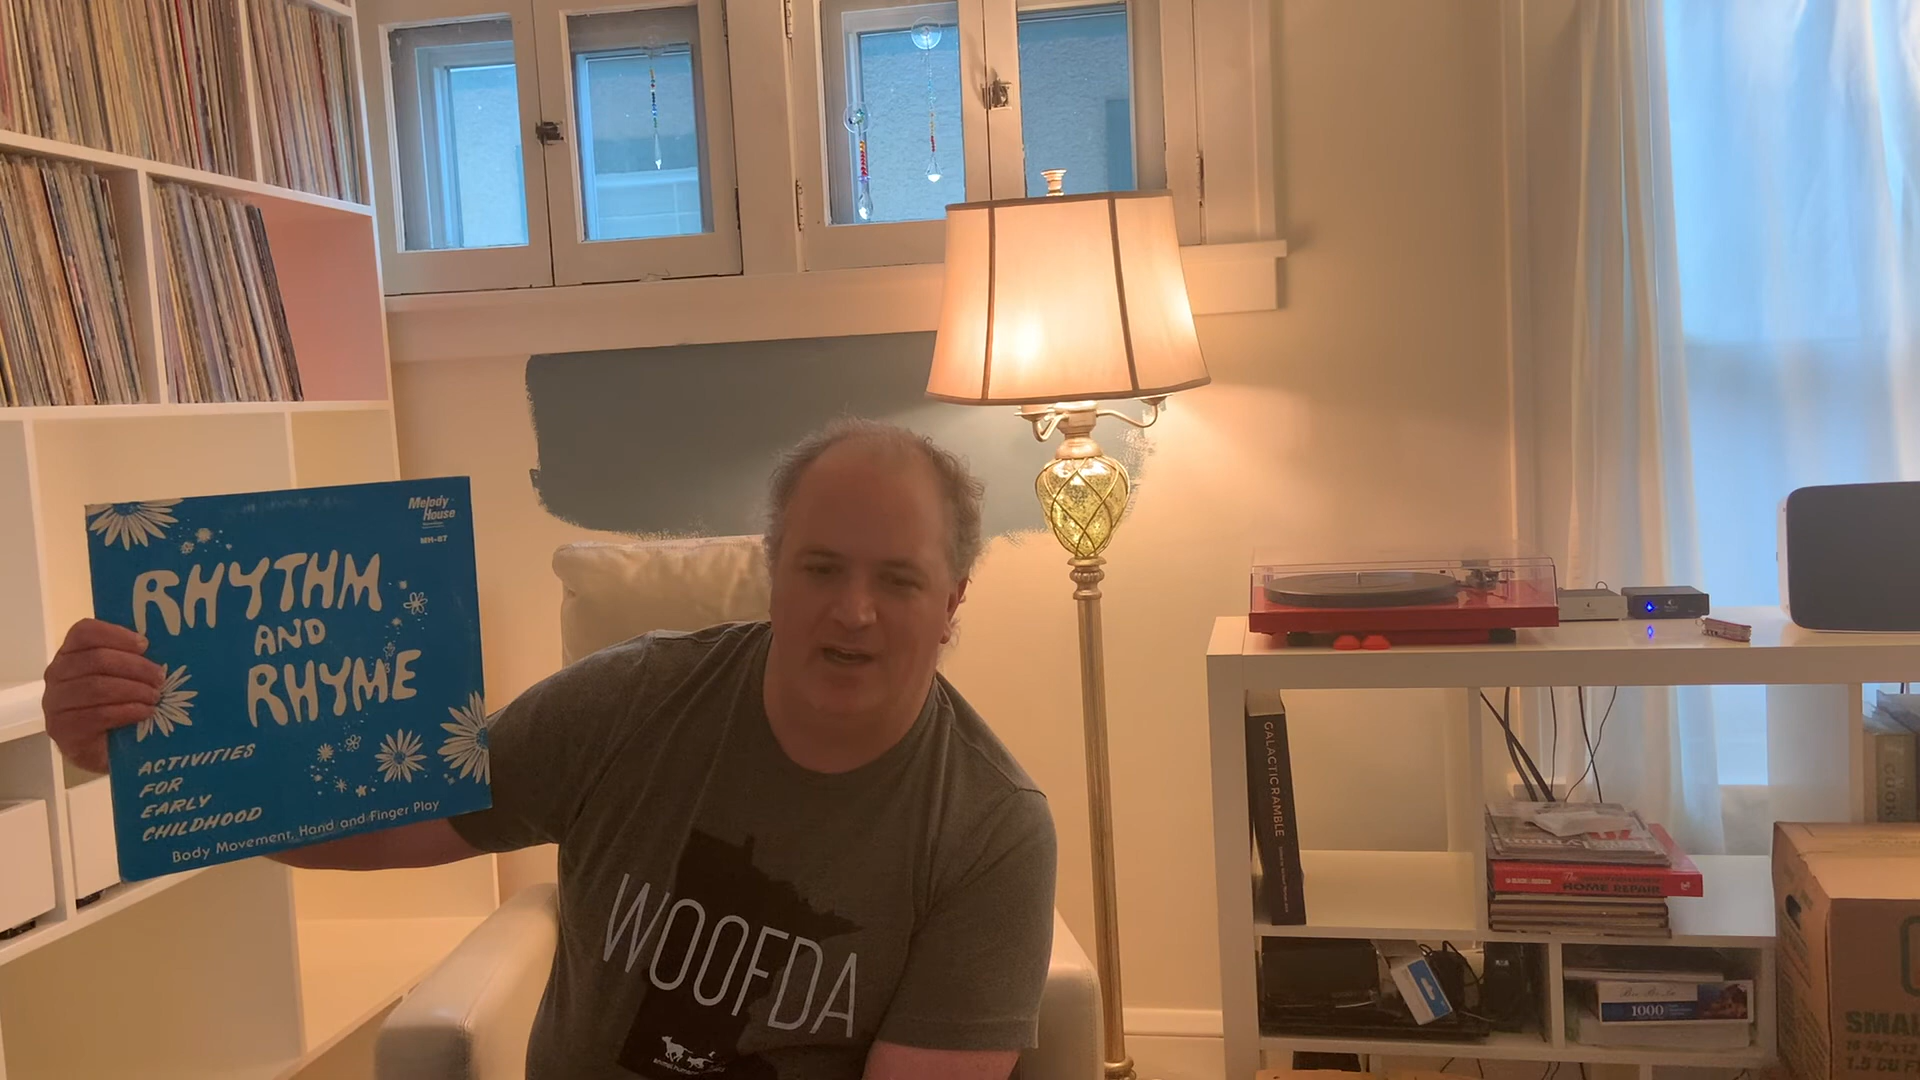 Melody
House
MH-87
RHYTHM
AND
RHYME
ACTIVITIES
FOR
EARLY
CHILDHOOD
Body Movement, Hand and Finger Play
WOOFDA
GALACTIC RAMBLE
HOME REPAIR
1000
SMA